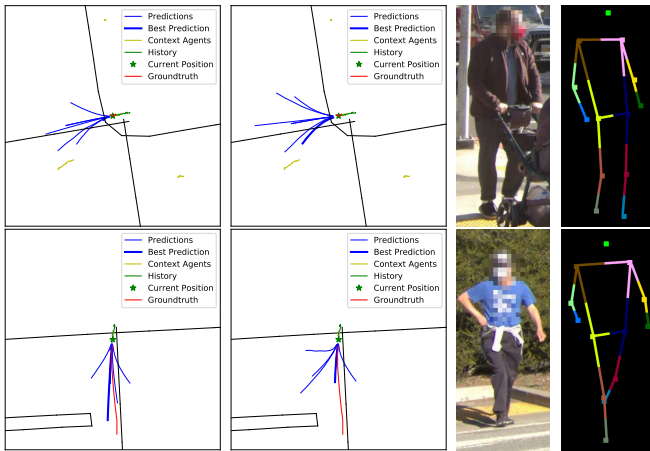 Predictions
Best Prediction
Context Agents
History
Current Position
Groundtruth
Predictions
Best Prediction
Context Agents
History
Current Position
Groundtruth
Predictions
Best Prediction
Context Agents
History
Current Position
Groundtruth
Predictions
Best Prediction
Context Agents
History
Current Position
Groundtruth